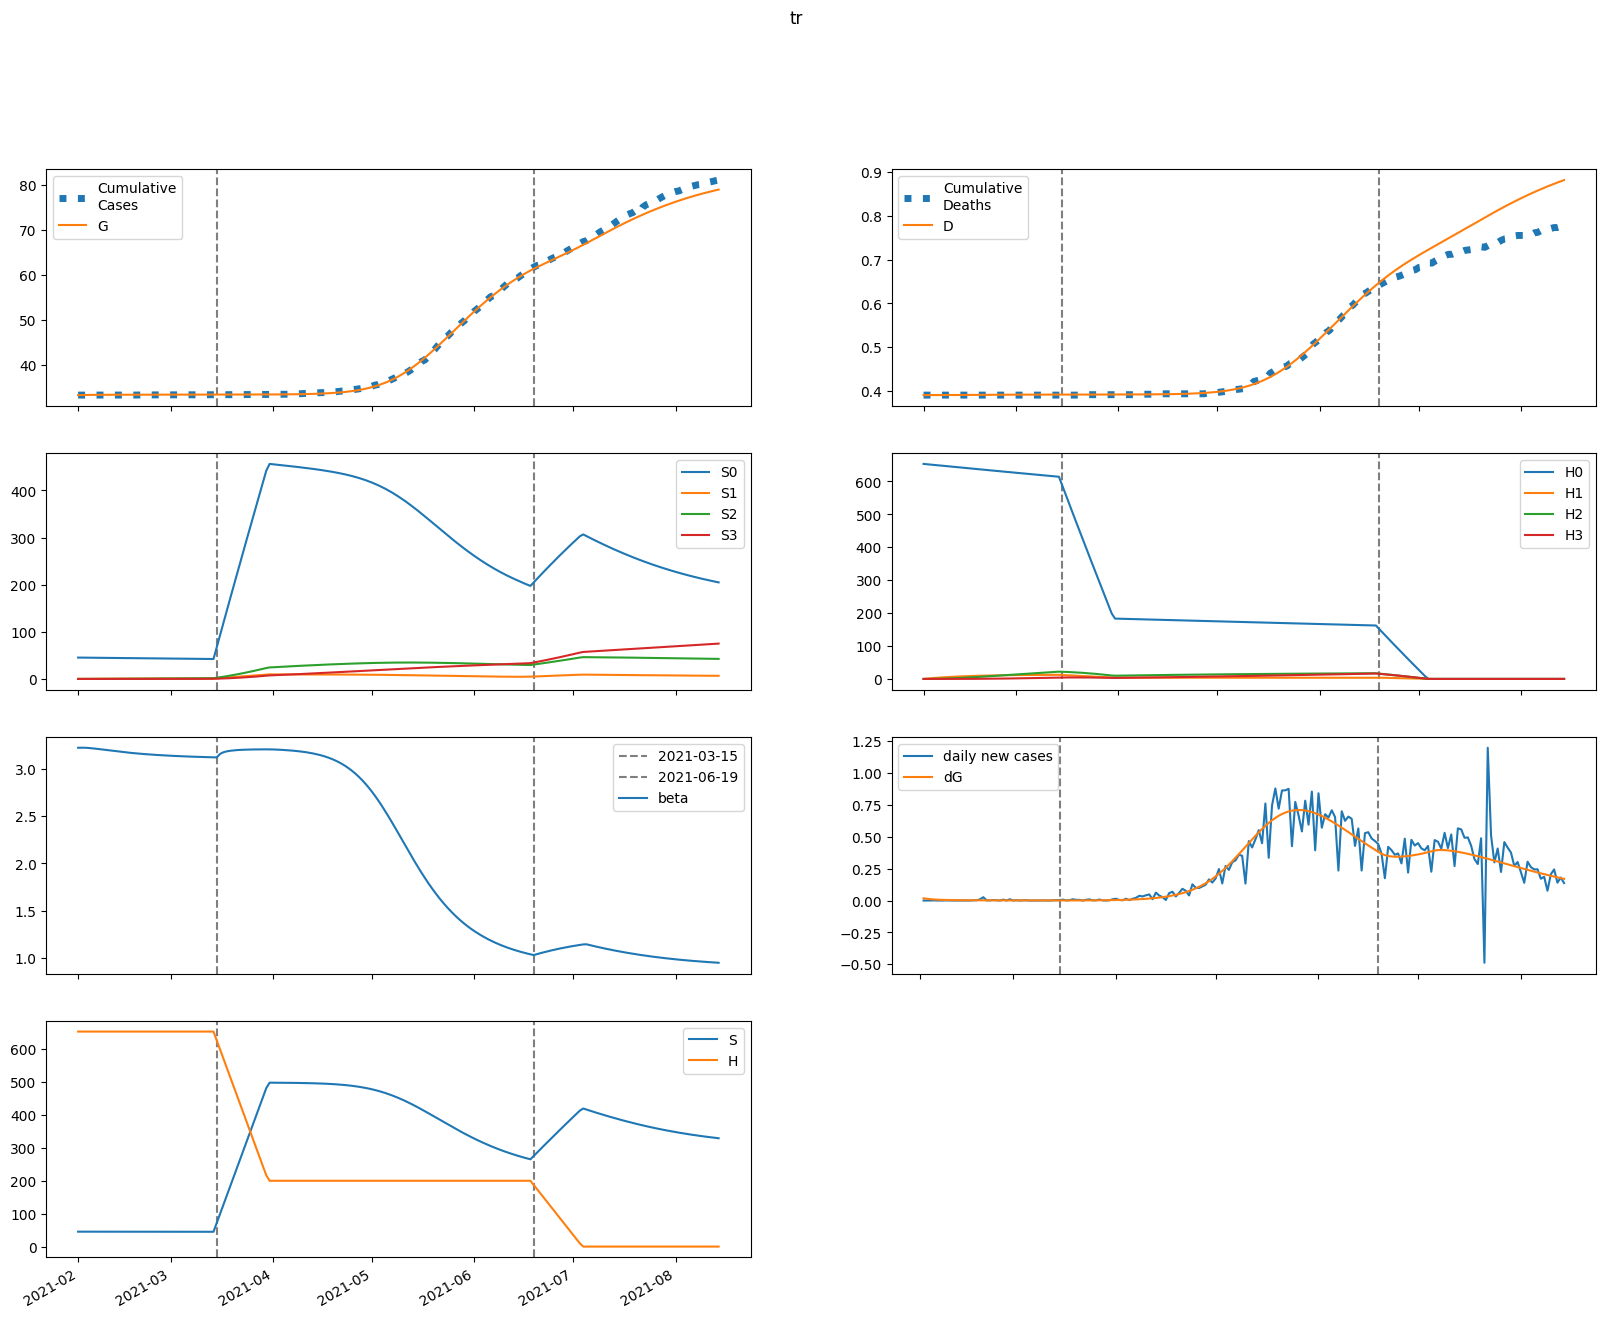 tr
Cumulative
Cases
G
80
70
60
50
40
Cumulative
Deaths
D
0.9
0.8
0.7
0.6
0.5
0.4
S0
S1
S2
S3
400
300
200
100
0
H0
H1
H2
H3
600
500
400
300
200
100
0
2021-03-15
2021-06-19
beta
3.0
2.5
2.0
1.5
1.0
daily new cases
dG
1.25
1.00
0.75
0.50
0.25
0.00
−0.25
−0.50
S
H
600
500
400
300
200
100
0
2021-02
2021-03
2021-04
2021-05
2021-06
2021-07
2021-08